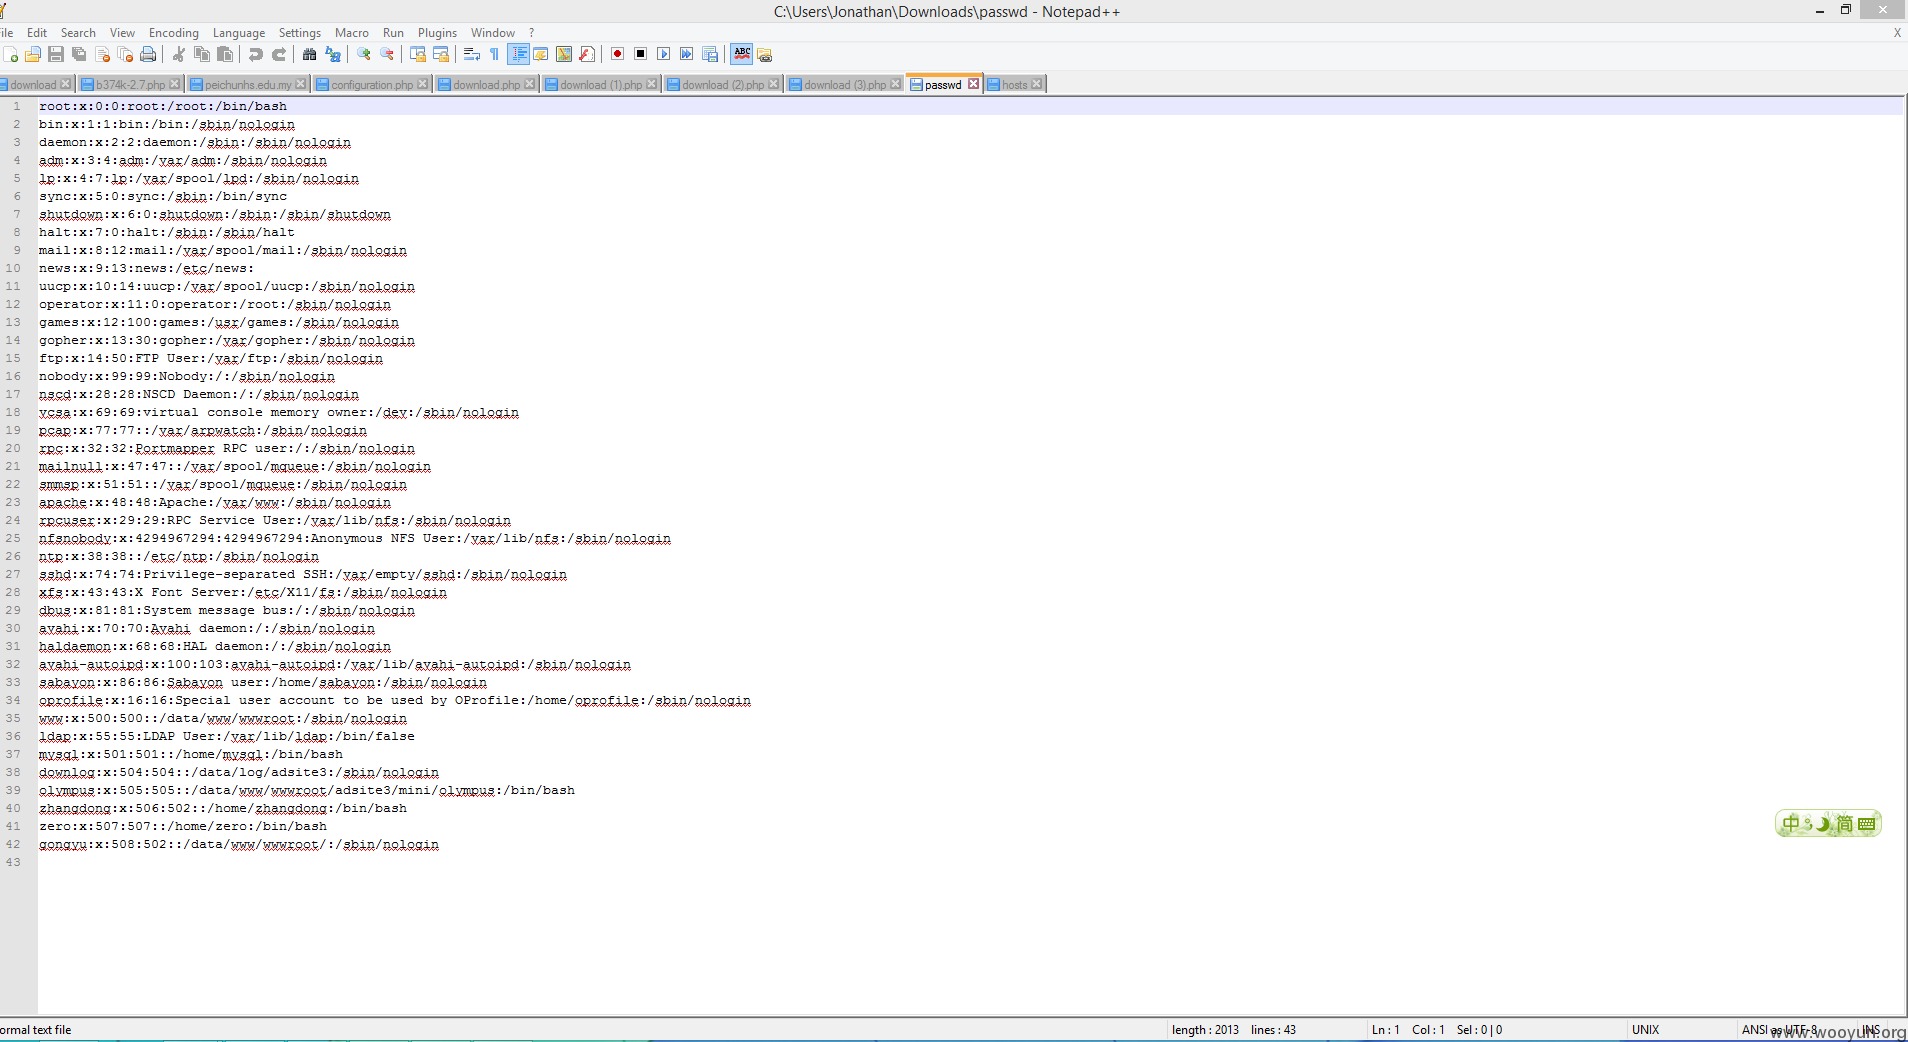 C:\Users\Jonathan\Downloads\passwd - Notepad++
ile Edit Search View Encoding Language Settings Macro Run Plugins Window ? X
download b374k-2.7.php peichunhs.edu.my configuration.php download.php download (1).php download (2).php download (3).php passwd hosts
1 root:x:0:0:root:/root:/bin/bash
2 bin:x:1:1:bin:/bin:/sbin/nologin
3 daemon:x:2:2:daemon:/sbin:/sbin/nologin
4 adm:x:3:4:adm:/var/adm:/sbin/nologin
5 lp:x:4:7:lp:/var/spool/lpd:/sbin/nologin
6 sync:x:5:0:sync:/sbin:/bin/sync
7 shutdown:x:6:0:shutdown:/sbin:/sbin/shutdown
8 halt:x:7:0:halt:/sbin:/sbin/halt
9 mail:x:8:12:mail:/var/spool/mail:/sbin/nologin
10 news:x:9:13:news:/etc/news:
11 uucp:x:10:14:uucp:/var/spool/uucp:/sbin/nologin
12 operator:x:11:0:operator:/root:/sbin/nologin
13 games:x:12:100:games:/usr/games:/sbin/nologin
14 gopher:x:13:30:gopher:/var/gopher:/sbin/nologin
15 ftp:x:14:50:FTP User:/var/ftp:/sbin/nologin
16 nobody:x:99:99:Nobody:/:/sbin/nologin
17 nscd:x:28:28:NSCD Daemon:/:/sbin/nologin
18 vcsa:x:69:69:virtual console memory owner:/dev:/sbin/nologin
19 pcap:x:77:77::/var/arpwatch:/sbin/nologin
20 rpc:x:32:32:Portmapper RPC user:/:/sbin/nologin
21 mailnull:x:47:47::/var/spool/mqueue:/sbin/nologin
22 smmsp:x:51:51::/var/spool/mqueue:/sbin/nologin
23 apache:x:48:48:Apache:/var/www:/sbin/nologin
24 rpcuser:x:29:29:RPC Service User:/var/lib/nfs:/sbin/nologin
25 nfsnobody:x:4294967294:4294967294:Anonymous NFS User:/var/lib/nfs:/sbin/nologin
26 ntp:x:38:38::/etc/ntp:/sbin/nologin
27 sshd:x:74:74:Privilege-separated SSH:/var/empty/sshd:/sbin/nologin
28 xfs:x:43:43:X Font Server:/etc/X11/fs:/sbin/nologin
29 dbus:x:81:81:System message bus:/:/sbin/nologin
30 avahi:x:70:70:Avahi daemon:/:/sbin/nologin
31 haldaemon:x:68:68:HAL daemon:/:/sbin/nologin
32 avahi-autoipd:x:100:103:avahi-autoipd:/var/lib/avahi-autoipd:/sbin/nologin
33 sabayon:x:86:86:Sabayon user:/home/sabayon:/sbin/nologin
34 oprofile:x:16:16:Special user account to be used by OProfile:/home/oprofile:/sbin/nologin
35 www:x:500:500::/data/www/wwwroot:/sbin/nologin
36 ldap:x:55:55:LDAP User:/var/lib/ldap:/bin/false
37 mysql:x:501:501::/home/mysql:/bin/bash
38 downlog:x:504:504::/data/log/adsite3:/sbin/nologin
39 olympus:x:505:505::/data/www/wwwroot/adsite3/mini/olympus:/bin/bash
40 zhangdong:x:506:502::/home/zhangdong:/bin/bash
41 zero:x:507:507::/home/zero:/bin/bash
42 gongyu:x:508:502::/data/www/wwwroot/:/sbin/nologin
43
中 简
ormal text file length : 2013 lines : 43 Ln : 1 Col : 1 Sel : 0 | 0 UNIX ANSI as UTF-8 INS
www.wooyun.org